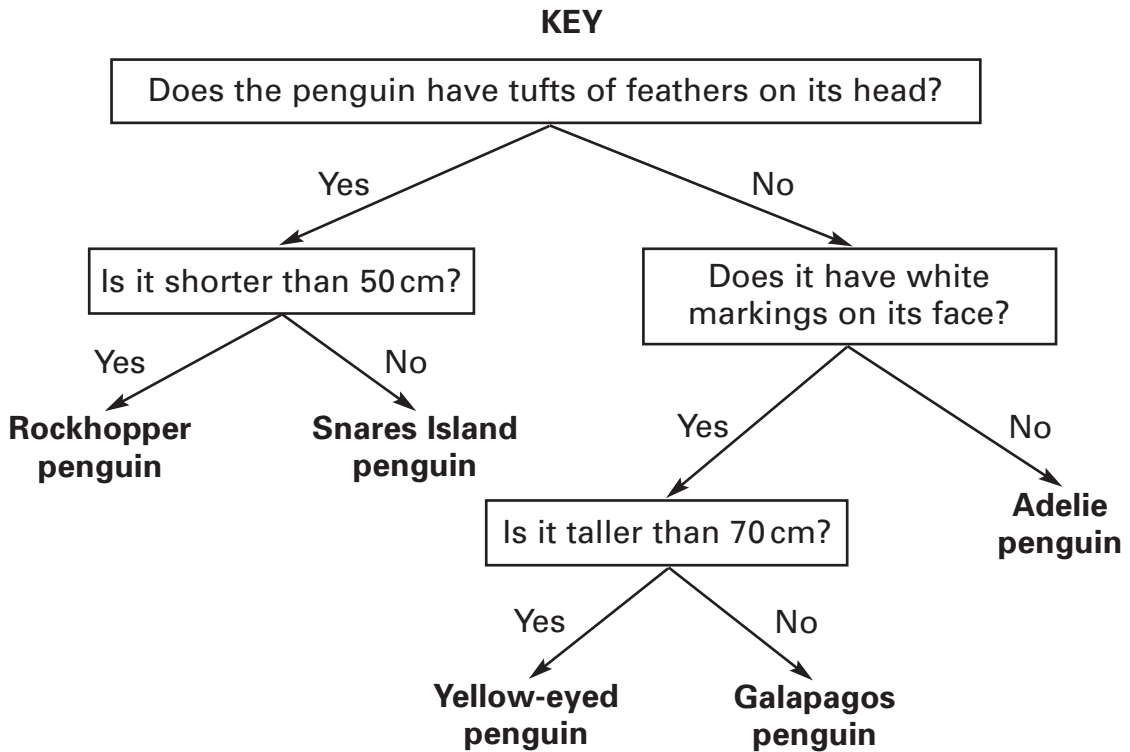 KEY
Does the penguin have tufts of feathers on its head?
Yes
No
Is it shorter than 50 cm?
Does it have white
markings on its face?
Yes
No
Rockhopper
penguin
Snares Island
penguin
Yes
No
Is it taller than 70 cm?
Adelie
penguin
Yes
No
Yellow-eyed
penguin
Galapagos
penguin